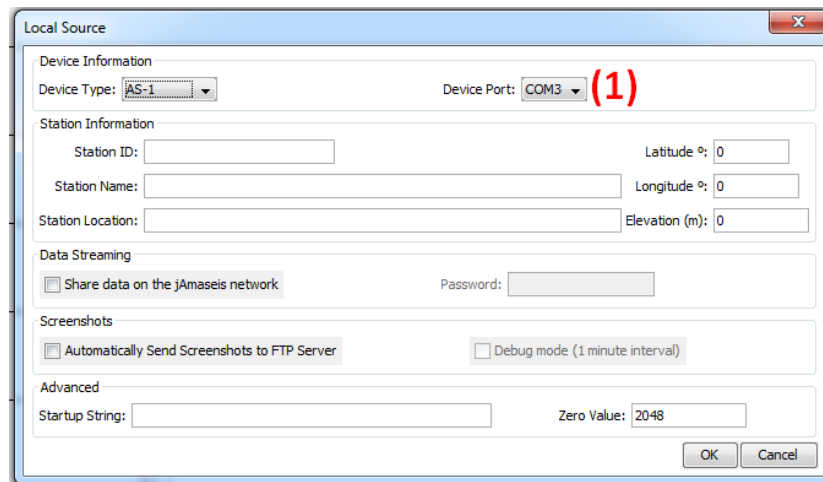 Local Source
Device Information
Device Type: AS-1 Device Port: COM3 (1)
Station Information
Station ID: Latitude º: 0
Station Name: Longitude º: 0
Station Location: Elevation (m): 0
Data Streaming
Share data on the jAmaseis network Password:
Screenshots
Automatically Send Screenshots to FTP Server Debug mode (1 minute interval)
Advanced
Startup String: Zero Value: 2048
OK Cancel